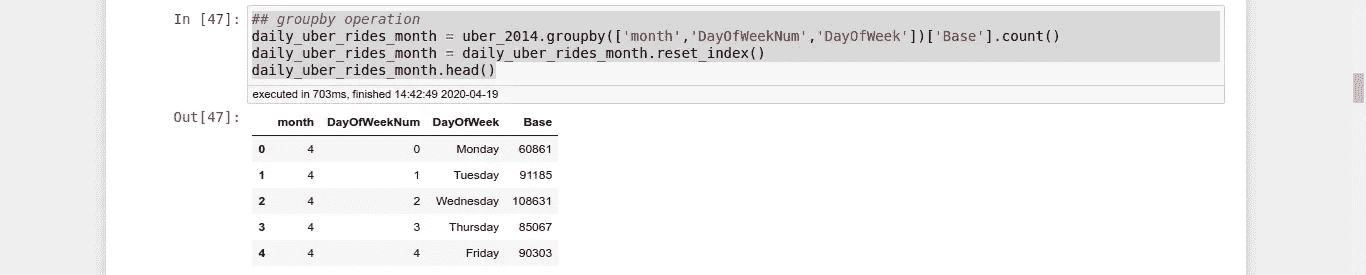 In [47]: ## groupby operation
daily_uber_rides_month = uber_2014.groupby(['month','DayOfWeekNum','DayOfWeek'])['Base'].count()
daily_uber_rides_month = daily_uber_rides_month.reset_index()
daily_uber_rides_month.head()
executed in 703ms, finished 14:42:49 2020-04-19
Out[47]:
month DayOfWeekNum DayOfWeek Base
0 4 0 Monday 60861
1 4 1 Tuesday 91185
2 4 2 Wednesday 108631
3 4 3 Thursday 85067
4 4 4 Friday 90303